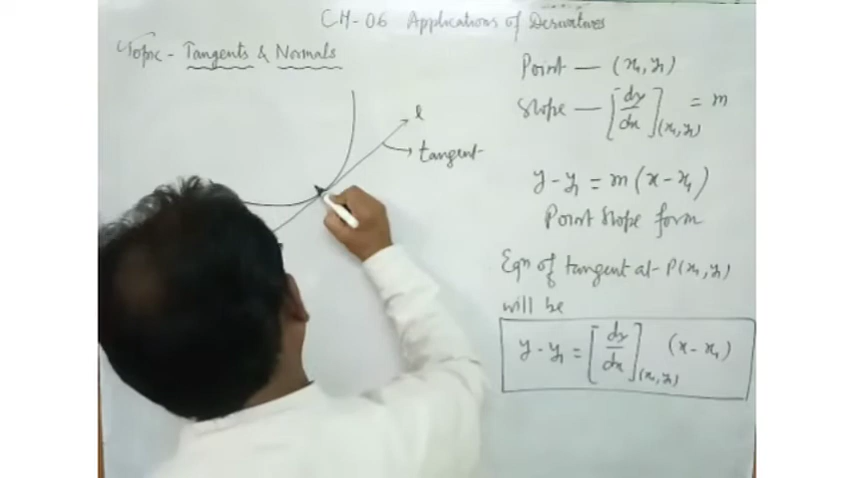 CH-06 Applications of Derivatives
Topic - Tangents & Normals
l
tangent
Point — (x₁, y₁)
Slope — [dy/dx](x₁, y₁) = m
y - y₁ = m (x - x₁)
Point slope form
Eqn of tangent at P(x₁, y₁)
will be
y - y₁ = [dy/dx](x₁, y₁) (x - x₁)